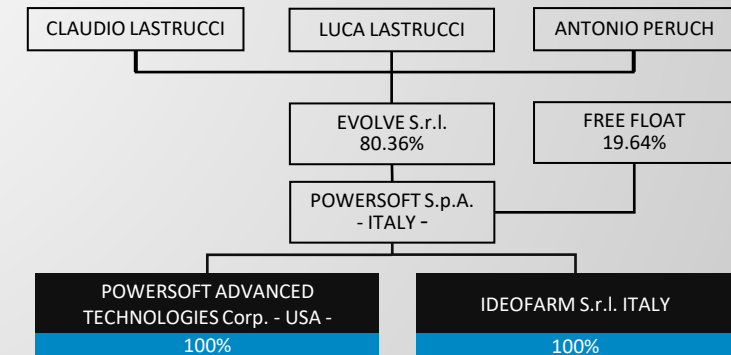 CLAUDIO LASTRUCCI
LUCA LASTRUCCI
ANTONIO PERUCH
EVOLVE S.r.l.
80.36%
FREE FLOAT
19.64%
POWERSOFT S.p.A.
- ITALY -
POWERSOFT ADVANCED
TECHNOLOGIES Corp. - USA -
100%
IDEOFARM S.r.l. ITALY
100%